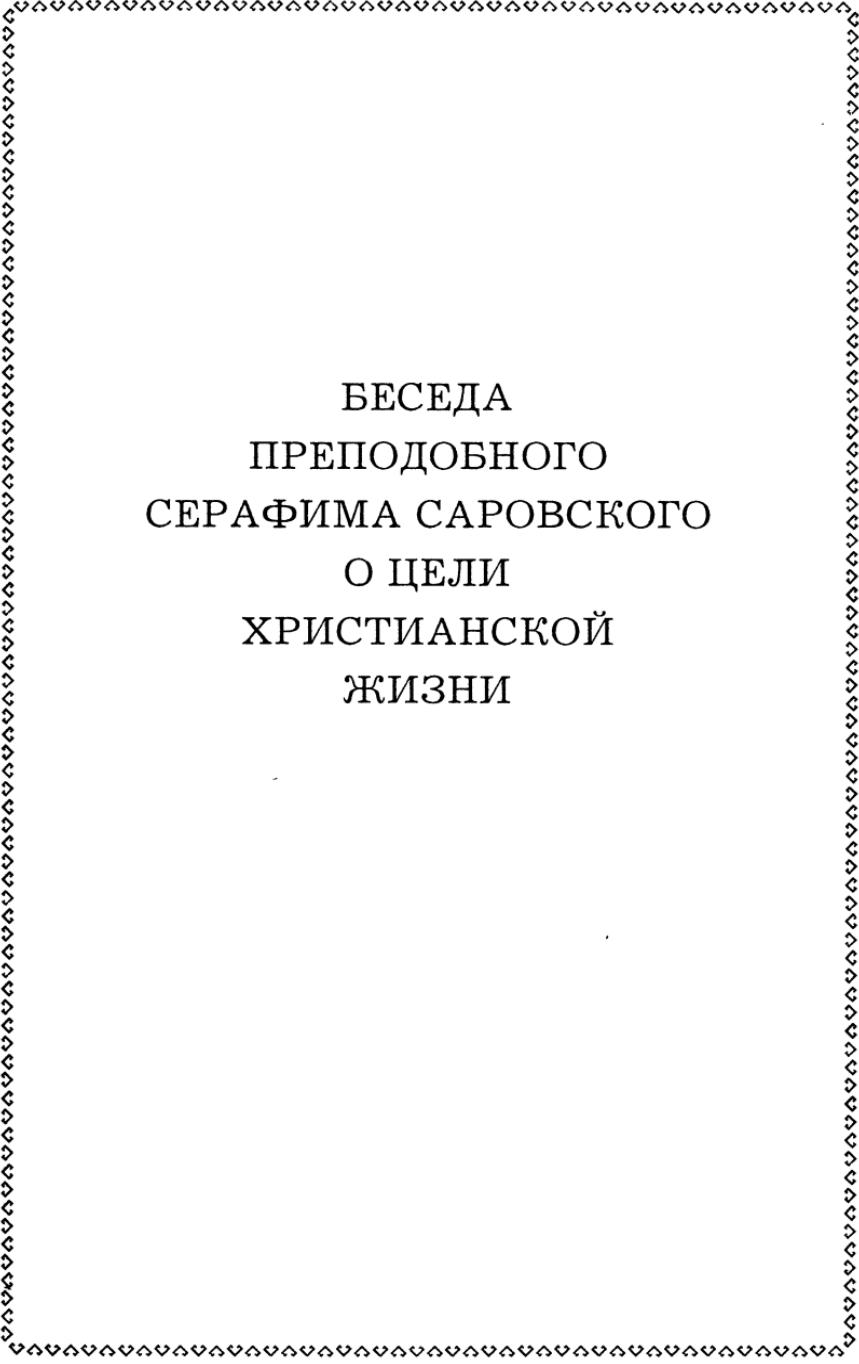 БЕСЕДА
ПРЕПОДОБНОГО
СЕРАФИМА САРОВСКОГО
О ЦЕЛИ
ХРИСТИАНСКОЙ
ЖИЗНИ